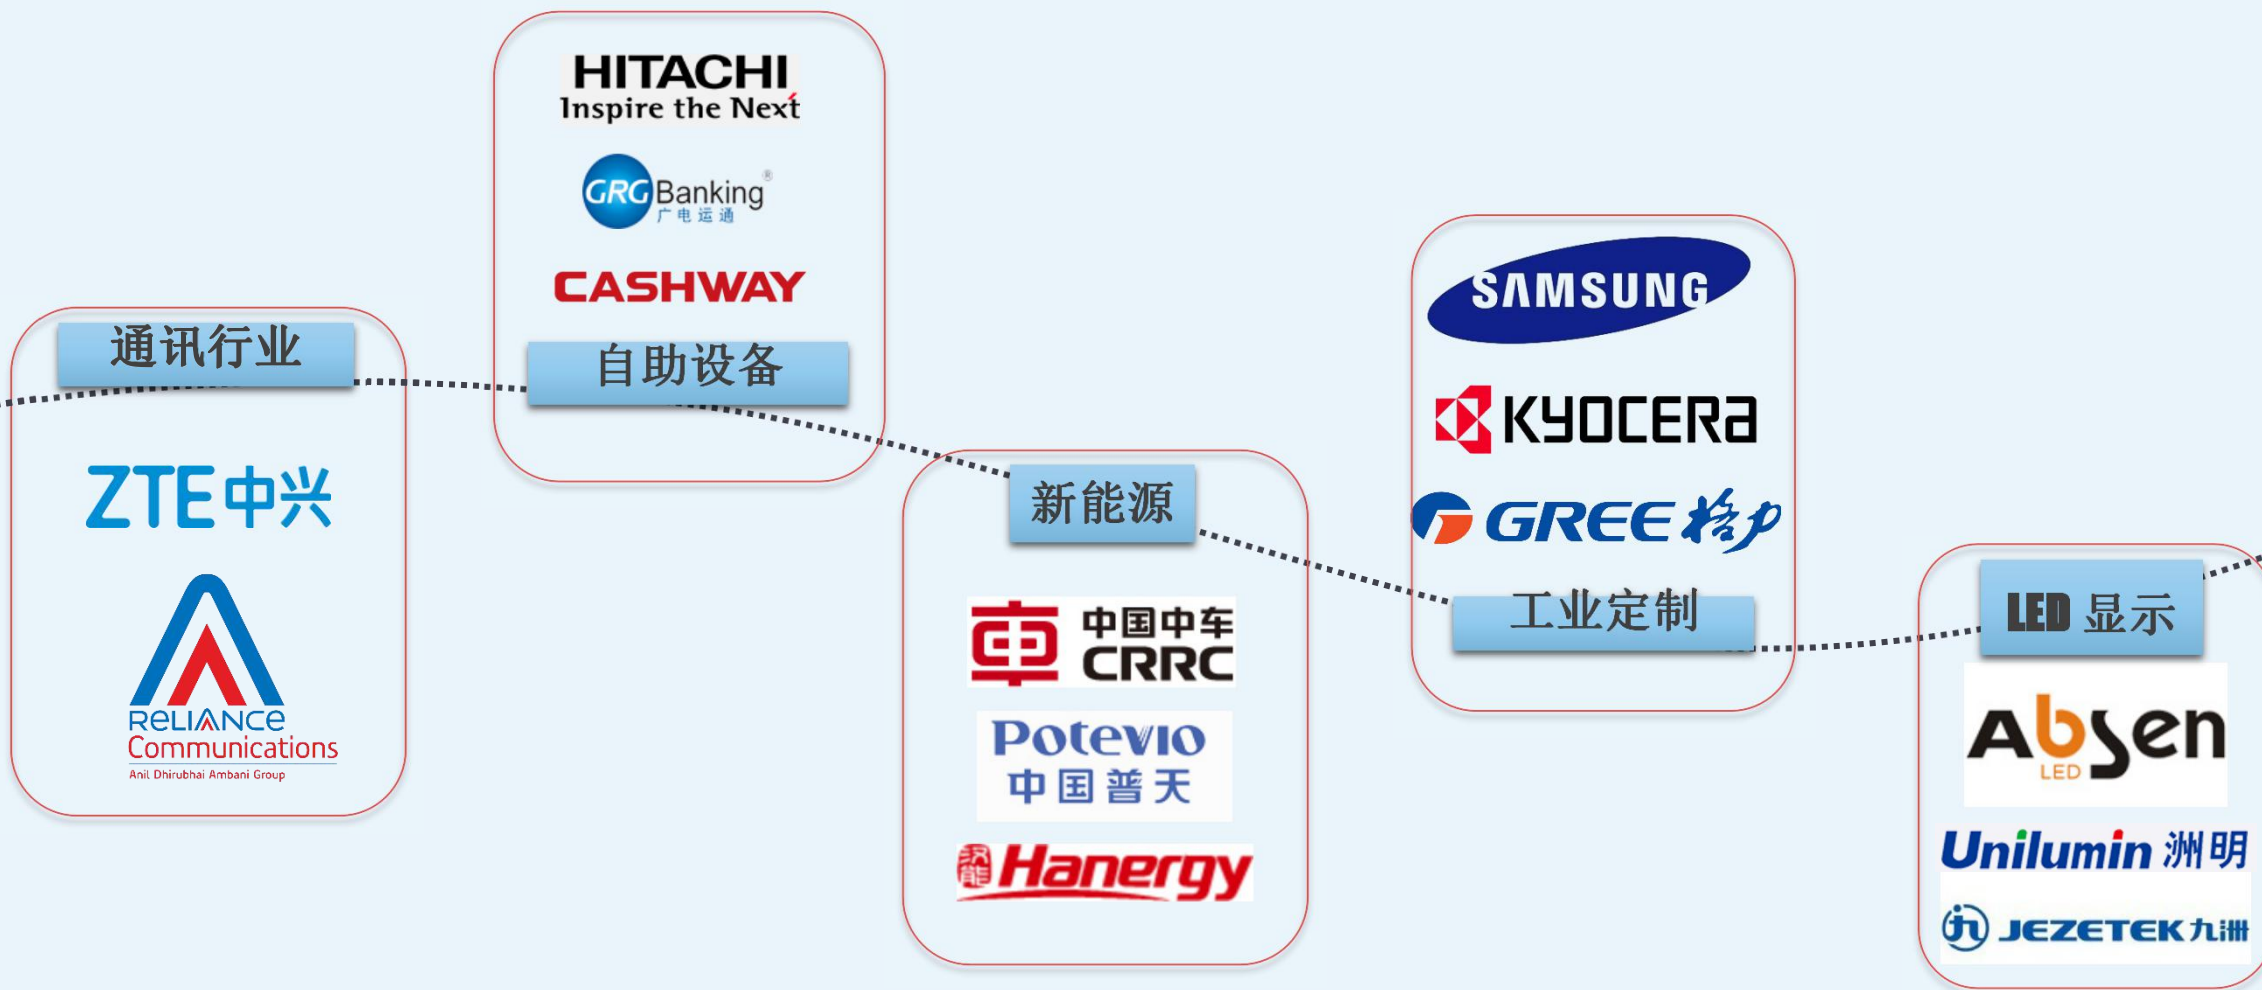 通讯行业
ZTE中兴
RELIANCE
Communications
Anil Dhirubhai Ambani Group
HITACHI
Inspire the Next
GRG Banking®
广电运通
CASHWAY
自助设备
新能源
中国中车
CRRC
Potevio
中国普天
汉能 Hanergy
SAMSUNG
KYOCERA
GREE 格力
工业定制
LED 显示
Absen
LED
Unilumin 洲明
JEZETEK 九洲